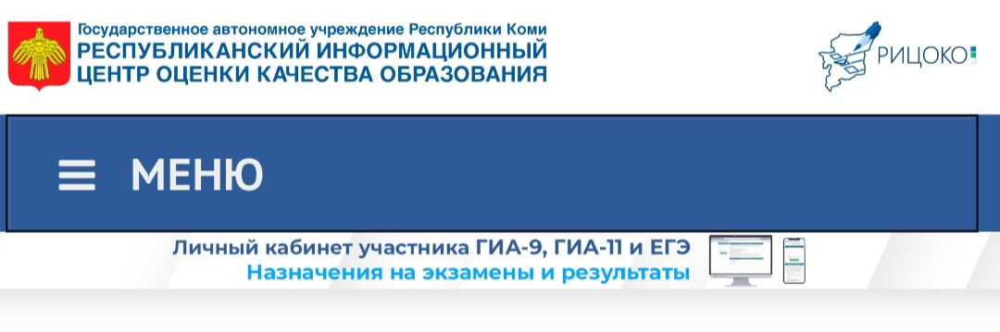 Государственное автономное учреждение Республики Коми
РЕСПУБЛИКАНСКИЙ ИНФОРМАЦИОННЫЙ
ЦЕНТР ОЦЕНКИ КАЧЕСТВА ОБРАЗОВАНИЯ
РИЦОКО
МЕНЮ
Личный кабинет участника ГИА-9, ГИА-11 и ЕГЭ
Назначения на экзамены и результаты